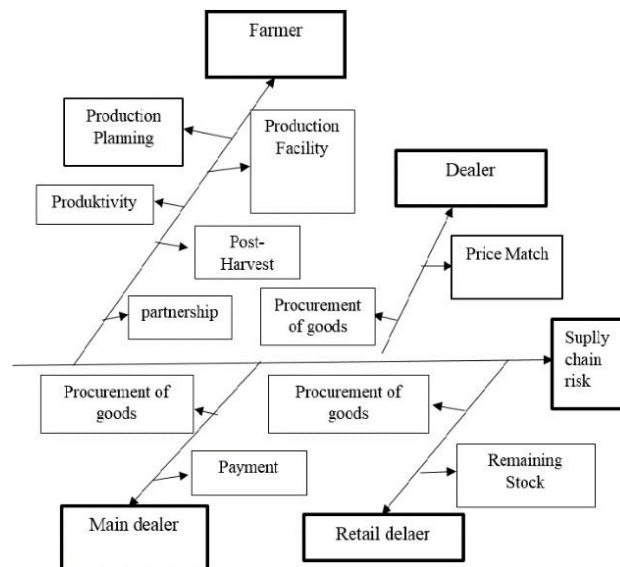 Farmer
Production
Planning
Production
Facility
Dealer
Produktivity
Post-
Harvest
Price Match
partnership
Procurement
of goods
Suplly
chain
risk
Procurement of
goods
Procurement of
goods
Payment
Remaining
Stock
Main dealer
Retail delaer